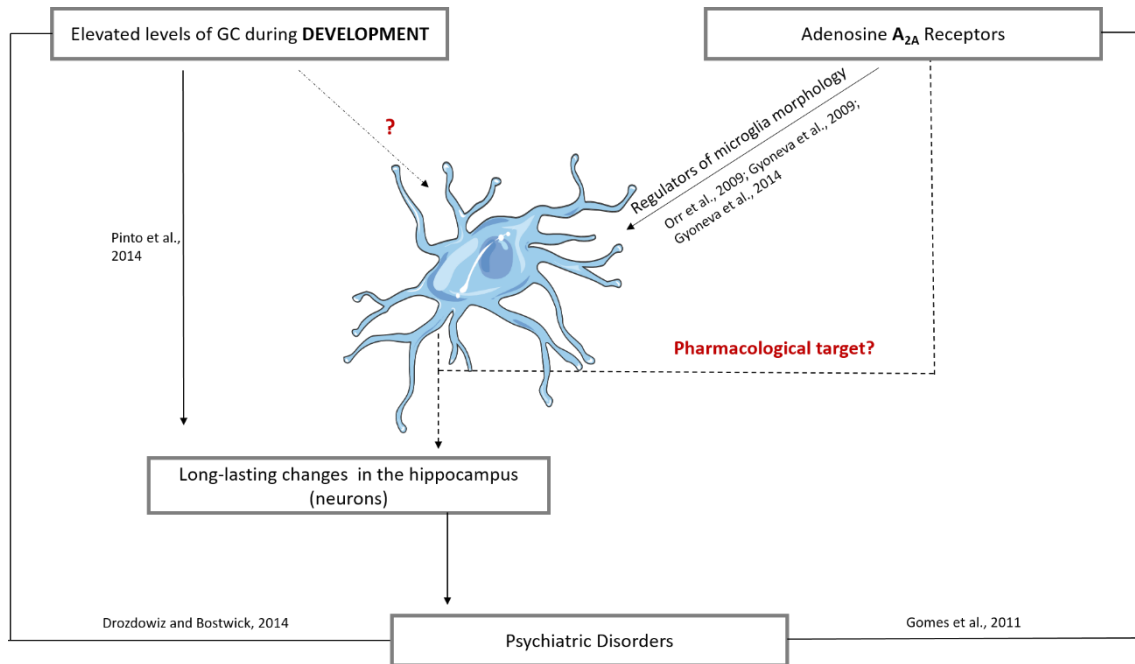 Elevated levels of GC during DEVELOPMENT
Adenosine A2A Receptors
?
Regulators of microglia morphology
Orr et al., 2009; Gyoneva et al., 2009;
Gyoneva et al., 2014
Pinto et al.,
2014
Pharmacological target?
Long-lasting changes in the hippocampus
(neurons)
Drozdowiz and Bostwick, 2014
Gomes et al., 2011
Psychiatric Disorders